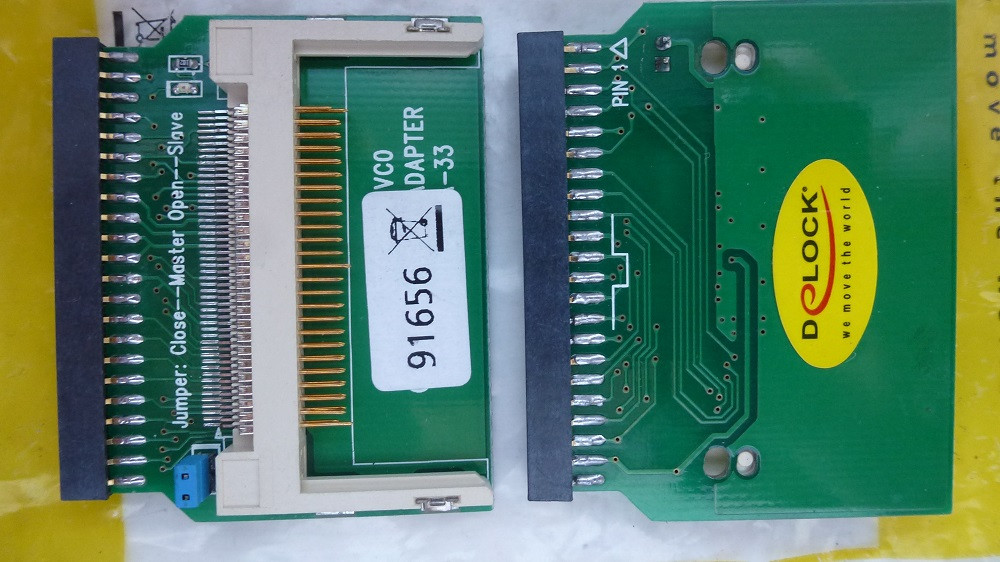 Jumper: Close--Master Open--Slave
VCO
ADAPTER
-33
91656
PIN 1
DeLOCK®
we move the world